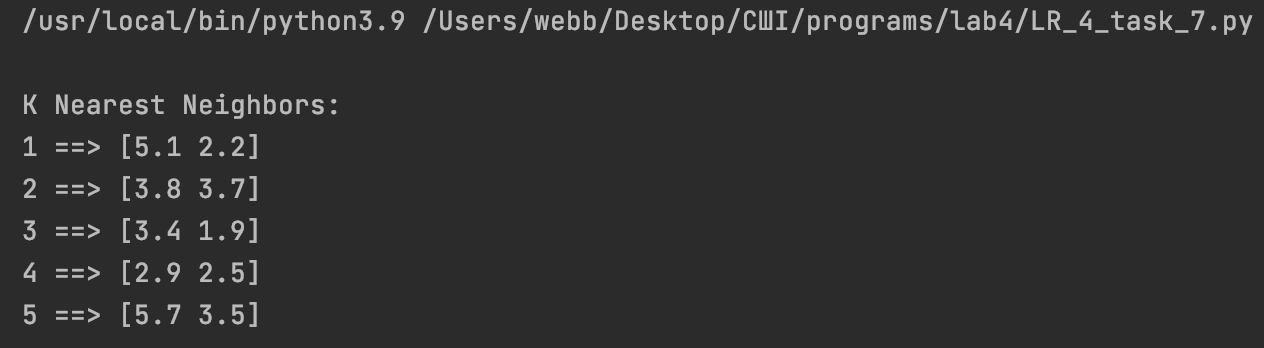 /usr/local/bin/python3.9 /Users/webb/Desktop/СШІ/programs/lab4/LR_4_task_7.py
K Nearest Neighbors:
1 ==> [5.1 2.2]
2 ==> [3.8 3.7]
3 ==> [3.4 1.9]
4 ==> [2.9 2.5]
5 ==> [5.7 3.5]